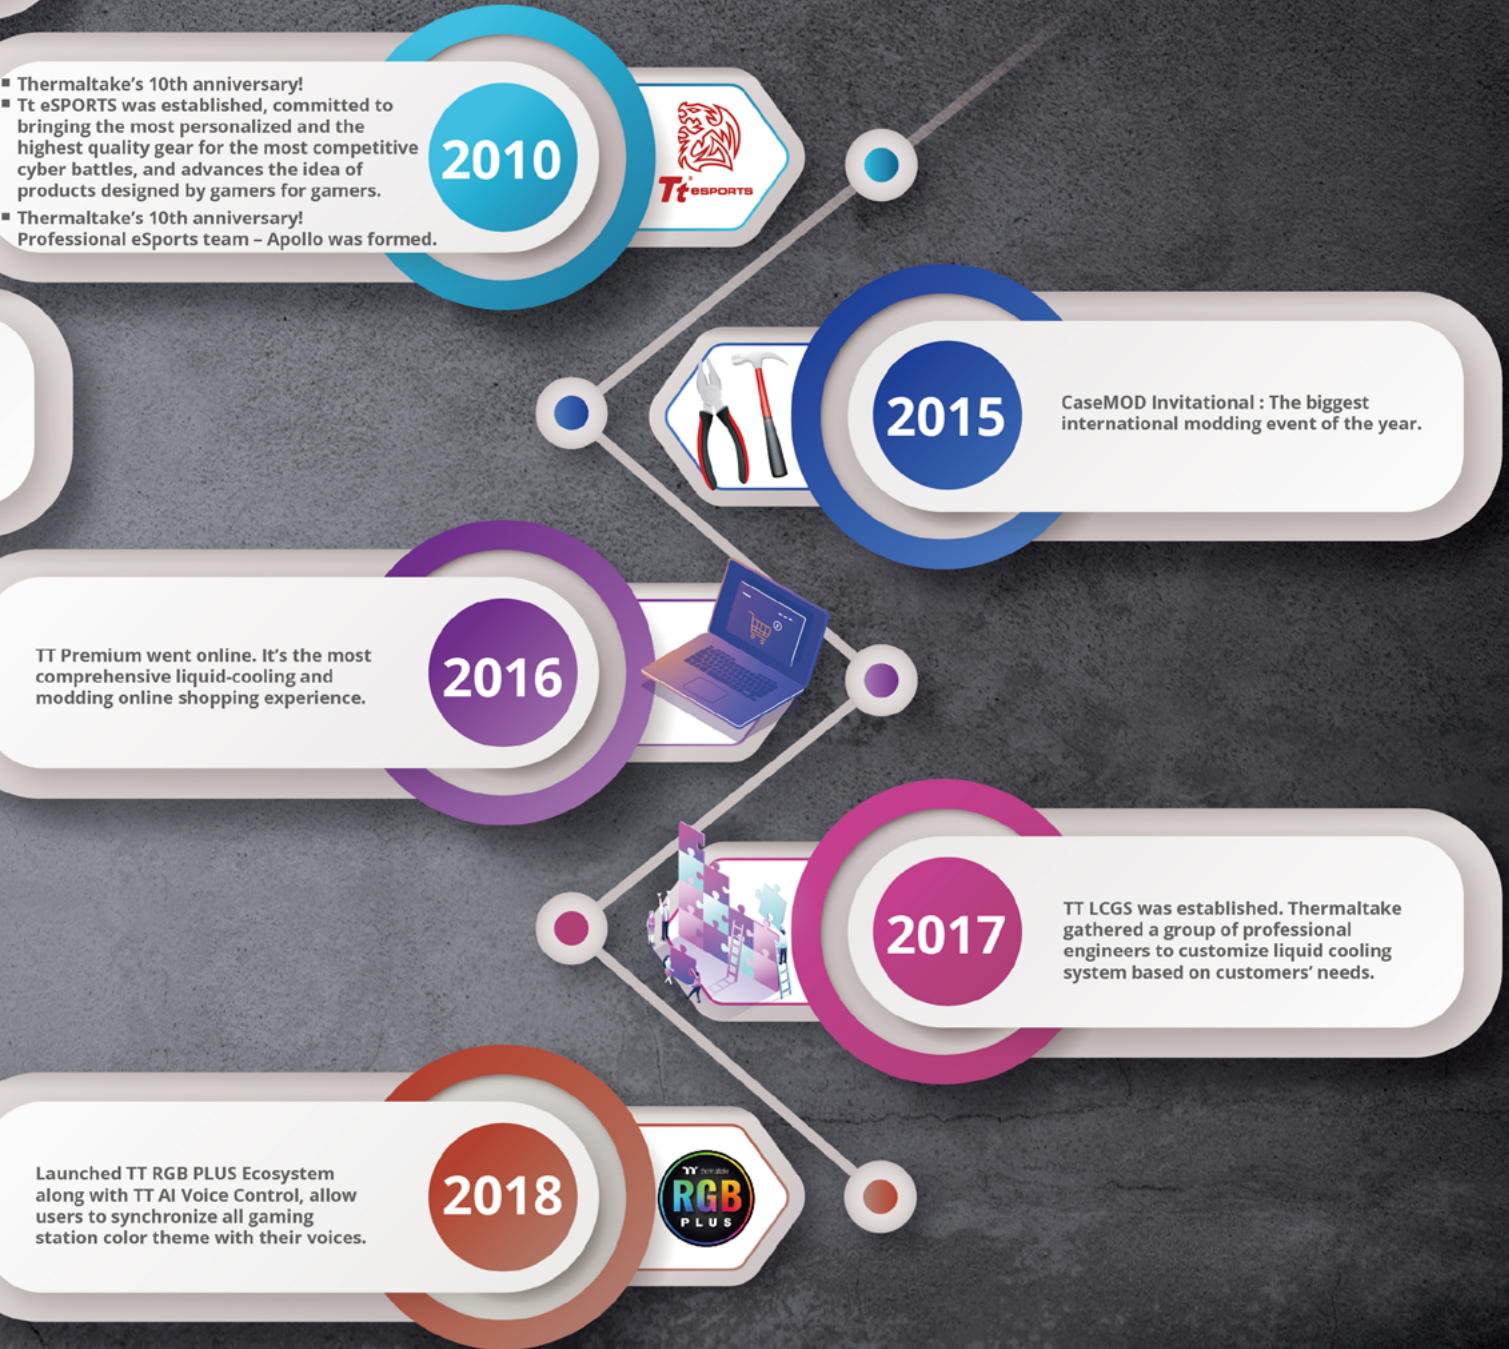 ▪ Thermaltake's 10th anniversary!
▪ Tt eSPORTS was established, committed to
bringing the most personalized and the
highest quality gear for the most competitive
cyber battles, and advances the idea of
products designed by gamers for gamers.
▪ Thermaltake's 10th anniversary!
Professional eSports team – Apollo was formed.
2010
Tt eSPORTS
2015
CaseMOD Invitational : The biggest
international modding event of the year.
TT Premium went online. It's the most
comprehensive liquid-cooling and
modding online shopping experience.
2016
2017
TT LCGS was established. Thermaltake
gathered a group of professional
engineers to customize liquid cooling
system based on customers' needs.
Launched TT RGB PLUS Ecosystem
along with TT AI Voice Control, allow
users to synchronize all gaming
station color theme with their voices.
2018
TT thermaltake
RGB
PLUS